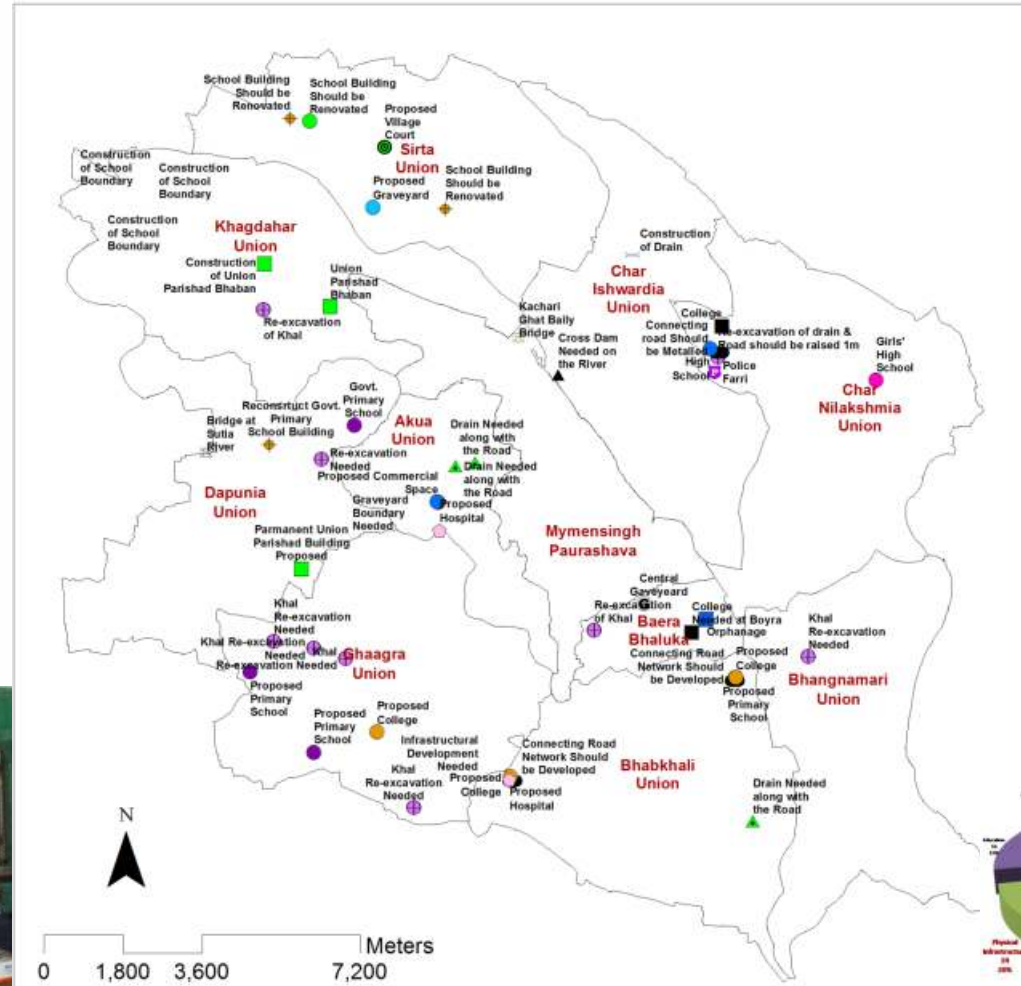 School Building
Should be
Renovated
School Building
Should be
Renovated
Proposed
Village
Court
Sirta
Union
Construction
of School
Boundary
Construction
of School
Boundary
Proposed
Graveyard
School Building
Should be
Renovated
Construction
of School
Boundary
Khagdahar
Union
Construction
of Union
Parishad Bhaban
Union
Parishad
Bhaban
Re-excavation
of Khal
Construction
of Drain
Char
Ishwardia
Union
Kachari
Ghat Baily
Bridge
Cross Dam
Needed on
the River
College
Connecting
road Should
be Metalled
Re-excavation of drain &
Road should be raised 1m
High
School
Police
Farri
Girls'
High
School
Char
Nilakshmia
Union
Govt.
Primary
School
Reconsrtuct Govt.
Primary
School Building
Bridge at
Sutia
River
Akua
Union
Drain Needed
along with
the Road
Drain Needed
along with
the Road
Re-excavation
Needed
Proposed Commercial
Space
Graveyard
Boundary
Needed
Proposed
Hospital
Dapunia
Union
Parmanent Union
Parishad Building
Proposed
Mymensingh
Paurashava
Central
Gaveyeard
G
Re-excavation
of Khal
Baera
Bhaluka
College
Needed at Boyra
Orphanage
Connecting Road
Network Should
be Developed
Proposed
College
Proposed
Primary
School
Khal
Re-excavation
Needed
Bhangnamari
Union
Khal
Re-excavation
Needed
Khal Re-excavation
Needed
Khal
Re-excavation Needed
Ghaagra
Union
Proposed
Primary
School
Proposed
Primary
School
Proposed
College
Infrastructural
Development
Needed
Connecting Road
Network Should
be Developed
Khal
Re-excavation
Needed
Proposed
College
Proposed
Hospital
Bhabkhali
Union
Drain Needed
along with
the Road
N
Meters
0 1,800 3,600 7,200
Physical
20%